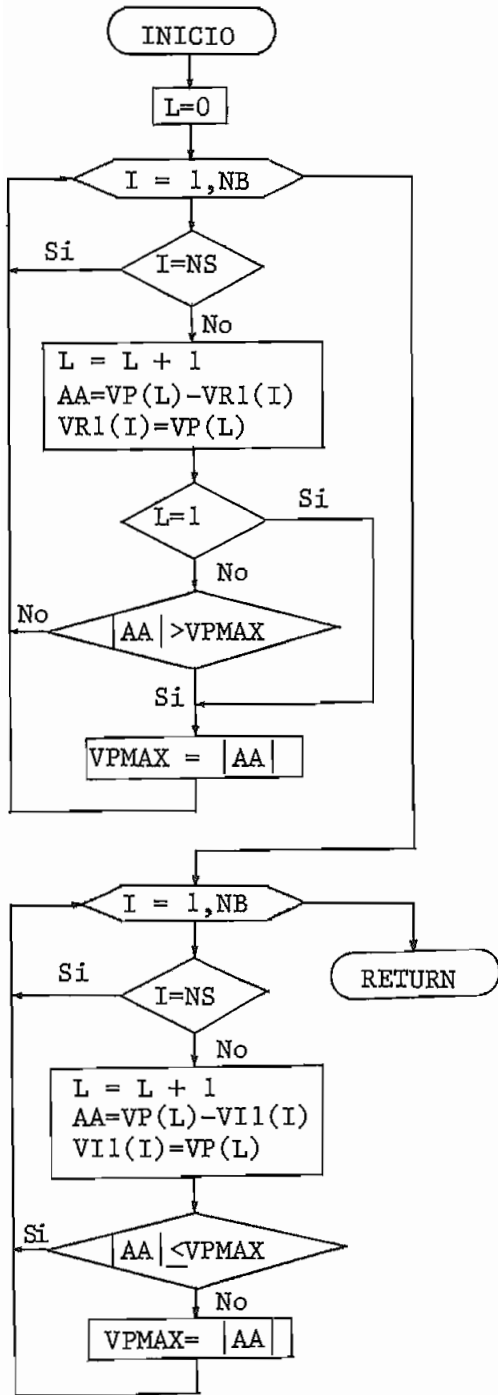 INICIO
L=0
I = 1,NB
Si
I=NS
No
L = L + 1
AA=VP(L)-VR1(I)
VR1(I)=VP(L)
L=1
Si
No
No
|AA|>VPMAX
Si
VPMAX = |AA|
I = 1,NB
Si
I=NS
RETURN
No
L = L + 1
AA=VP(L)-VI1(I)
VI1(I)=VP(L)
Si
|AA|≤VPMAX
No
VPMAX= |AA|